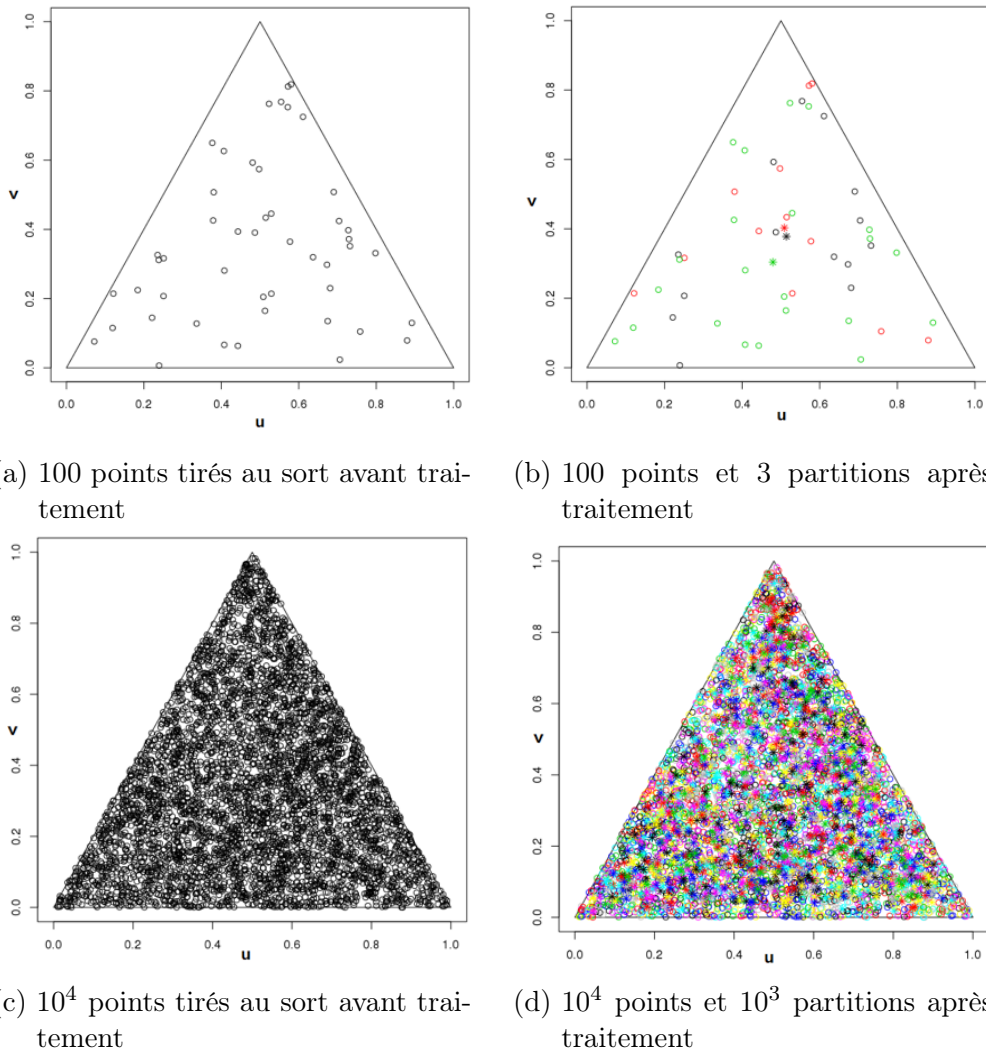 1.0
0.8
0.6
0.4
0.2
0.0
v
0.0 0.2 0.4 0.6 0.8 1.0
u
1.0
0.8
0.6
0.4
0.2
0.0
v
0.0 0.2 0.4 0.6 0.8 1.0
u
(a) 100 points tirés au sort avant trai-
tement
(b) 100 points et 3 partitions après
traitement
1.0
0.8
0.6
0.4
0.2
0.0
v
0.0 0.2 0.4 0.6 0.8 1.0
u
1.0
0.8
0.6
0.4
0.2
0.0
v
0.0 0.2 0.4 0.6 0.8 1.0
u
(c) 10⁴ points tirés au sort avant trai-
tement
(d) 10⁴ points et 10³ partitions après
traitement